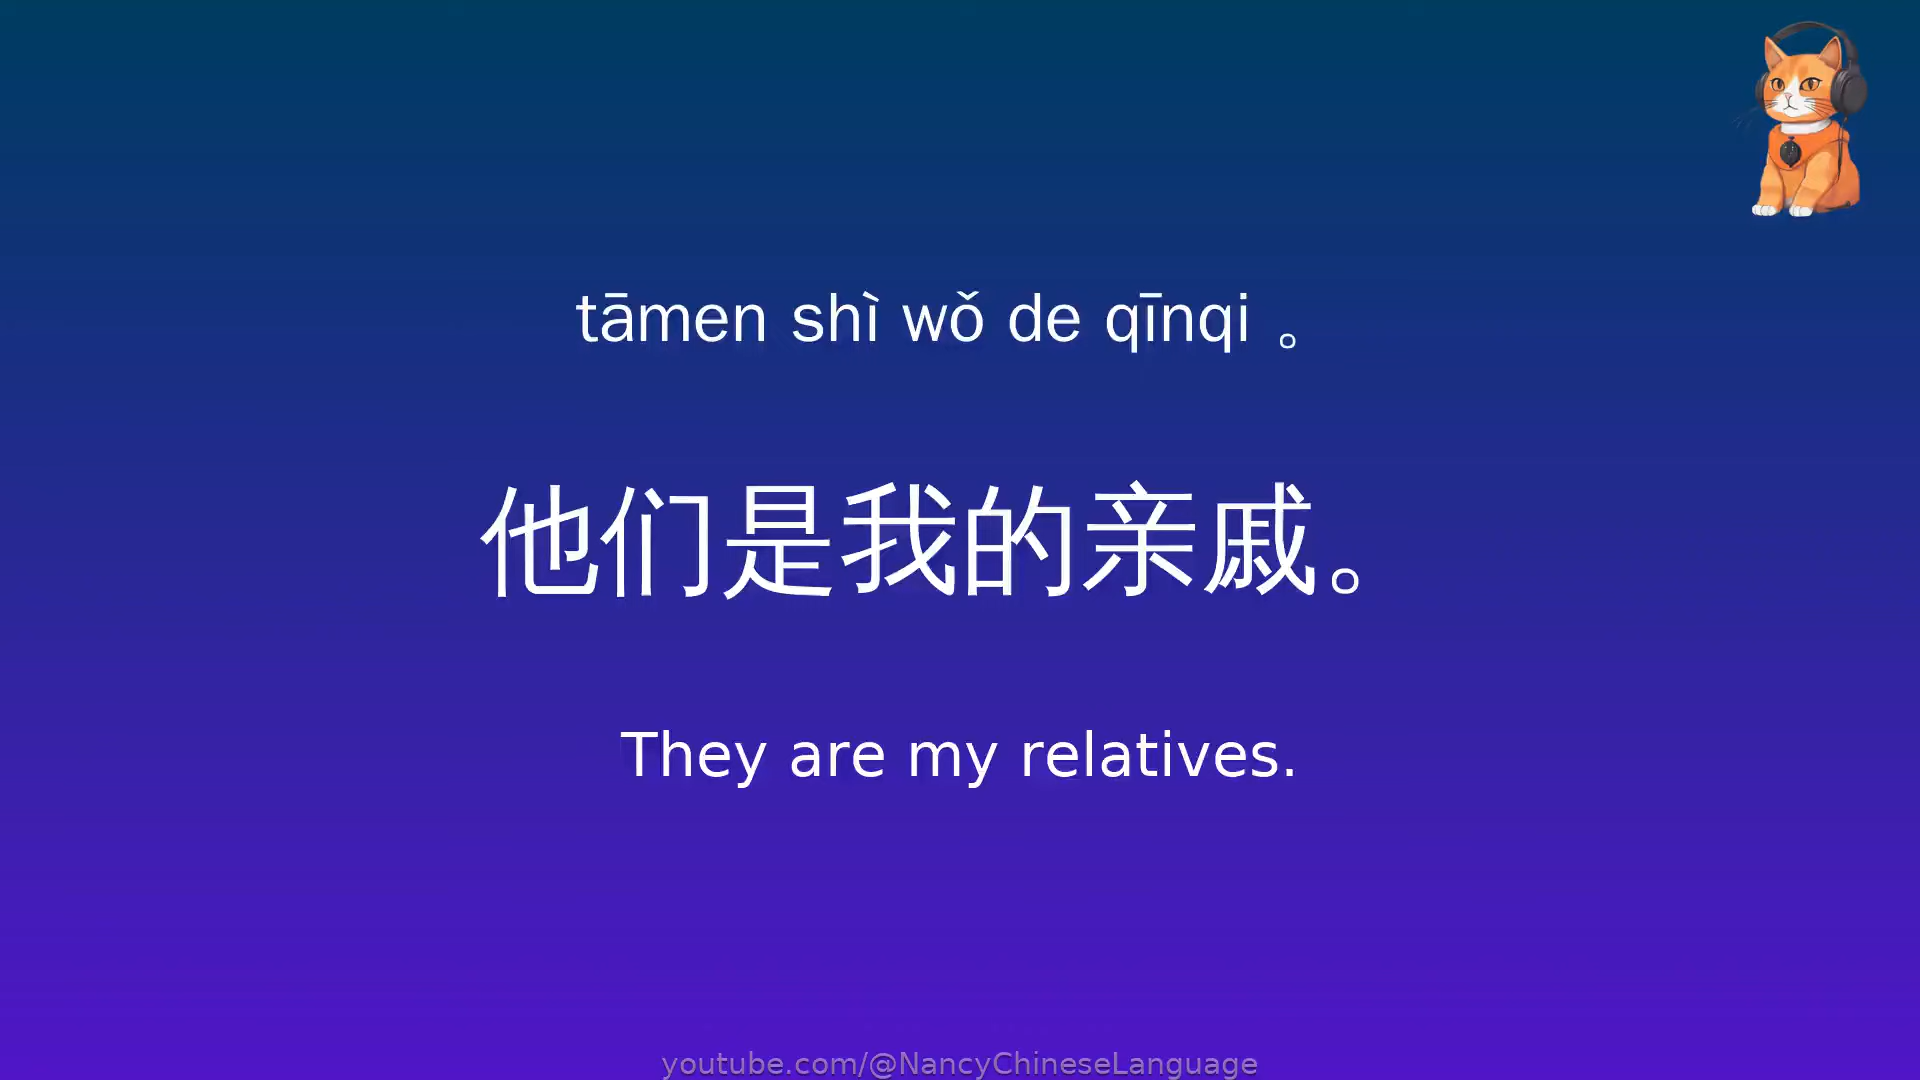 tāmen shì wǒ de qīnqi 。
他们是我的亲戚。
They are my relatives.
youtube.com/@NancyChineseLanguage